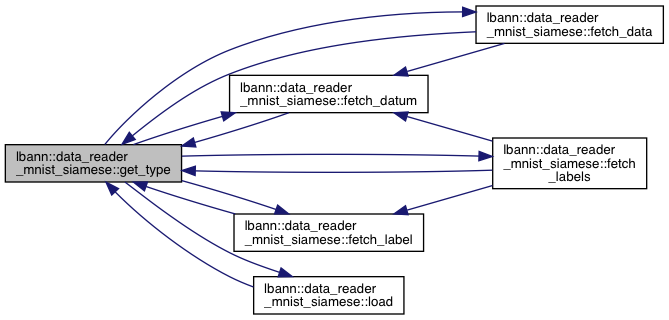 lbann::data_reader
_mnist_siamese::fetch_data
lbann::data_reader
_mnist_siamese::fetch_datum
lbann::data_reader
_mnist_siamese::get_type
lbann::data_reader
_mnist_siamese::fetch
_labels
lbann::data_reader
_mnist_siamese::fetch_label
lbann::data_reader
_mnist_siamese::load